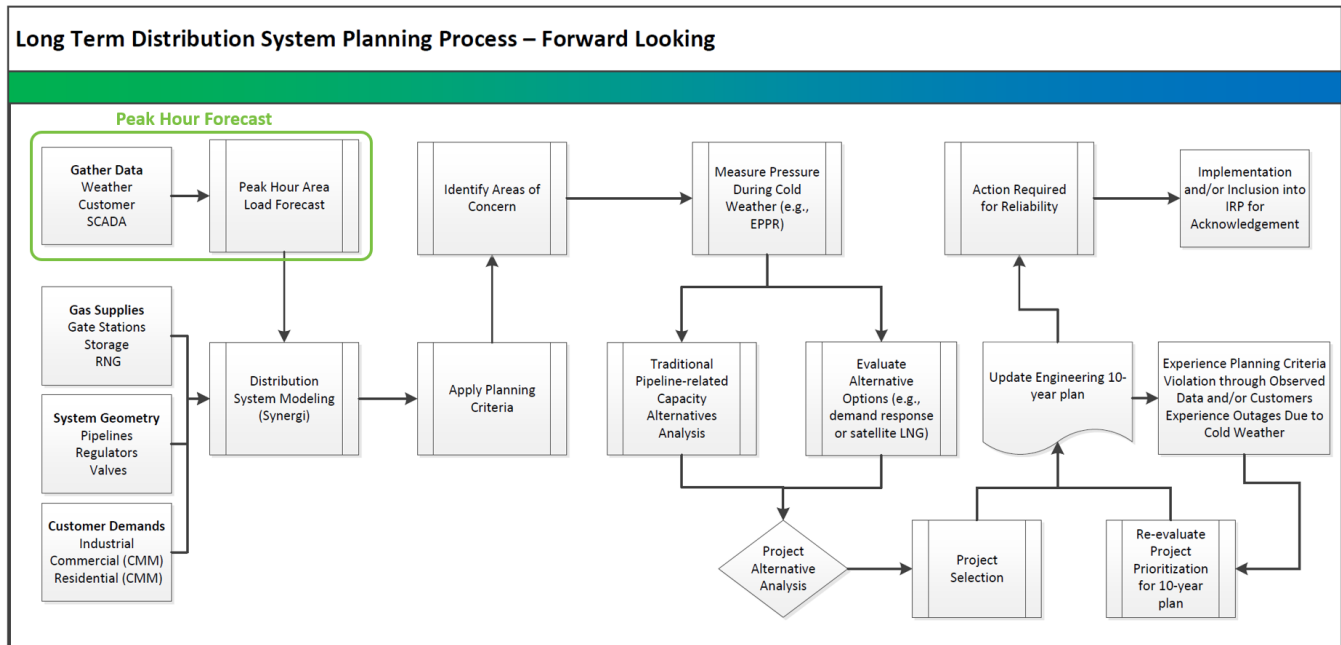 Long Term Distribution System Planning Process – Forward Looking
Peak Hour Forecast
Gather Data
Weather
Customer
SCADA
Peak Hour Area
Load Forecast
Identify Areas of
Concern
Measure Pressure
During Cold
Weather (e.g.,
EPPR)
Action Required
for Reliability
Implementation
and/or Inclusion into
IRP for
Acknowledgement
Gas Supplies
Gate Stations
Storage
RNG
System Geometry
Pipelines
Regulators
Valves
Customer Demands
Industrial
Commercial (CMM)
Residential (CMM)
Distribution
System Modeling
(Synergi)
Apply Planning
Criteria
Traditional
Pipeline-related
Capacity
Alternatives
Analysis
Evaluate
Alternative
Options (e.g.,
demand response
or satellite LNG)
Update Engineering 10-
year plan
Experience Planning Criteria
Violation through Observed
Data and/or Customers
Experience Outages Due to
Cold Weather
Project
Alternative
Analysis
Project
Selection
Re-evaluate
Project
Prioritization
for 10-year
plan